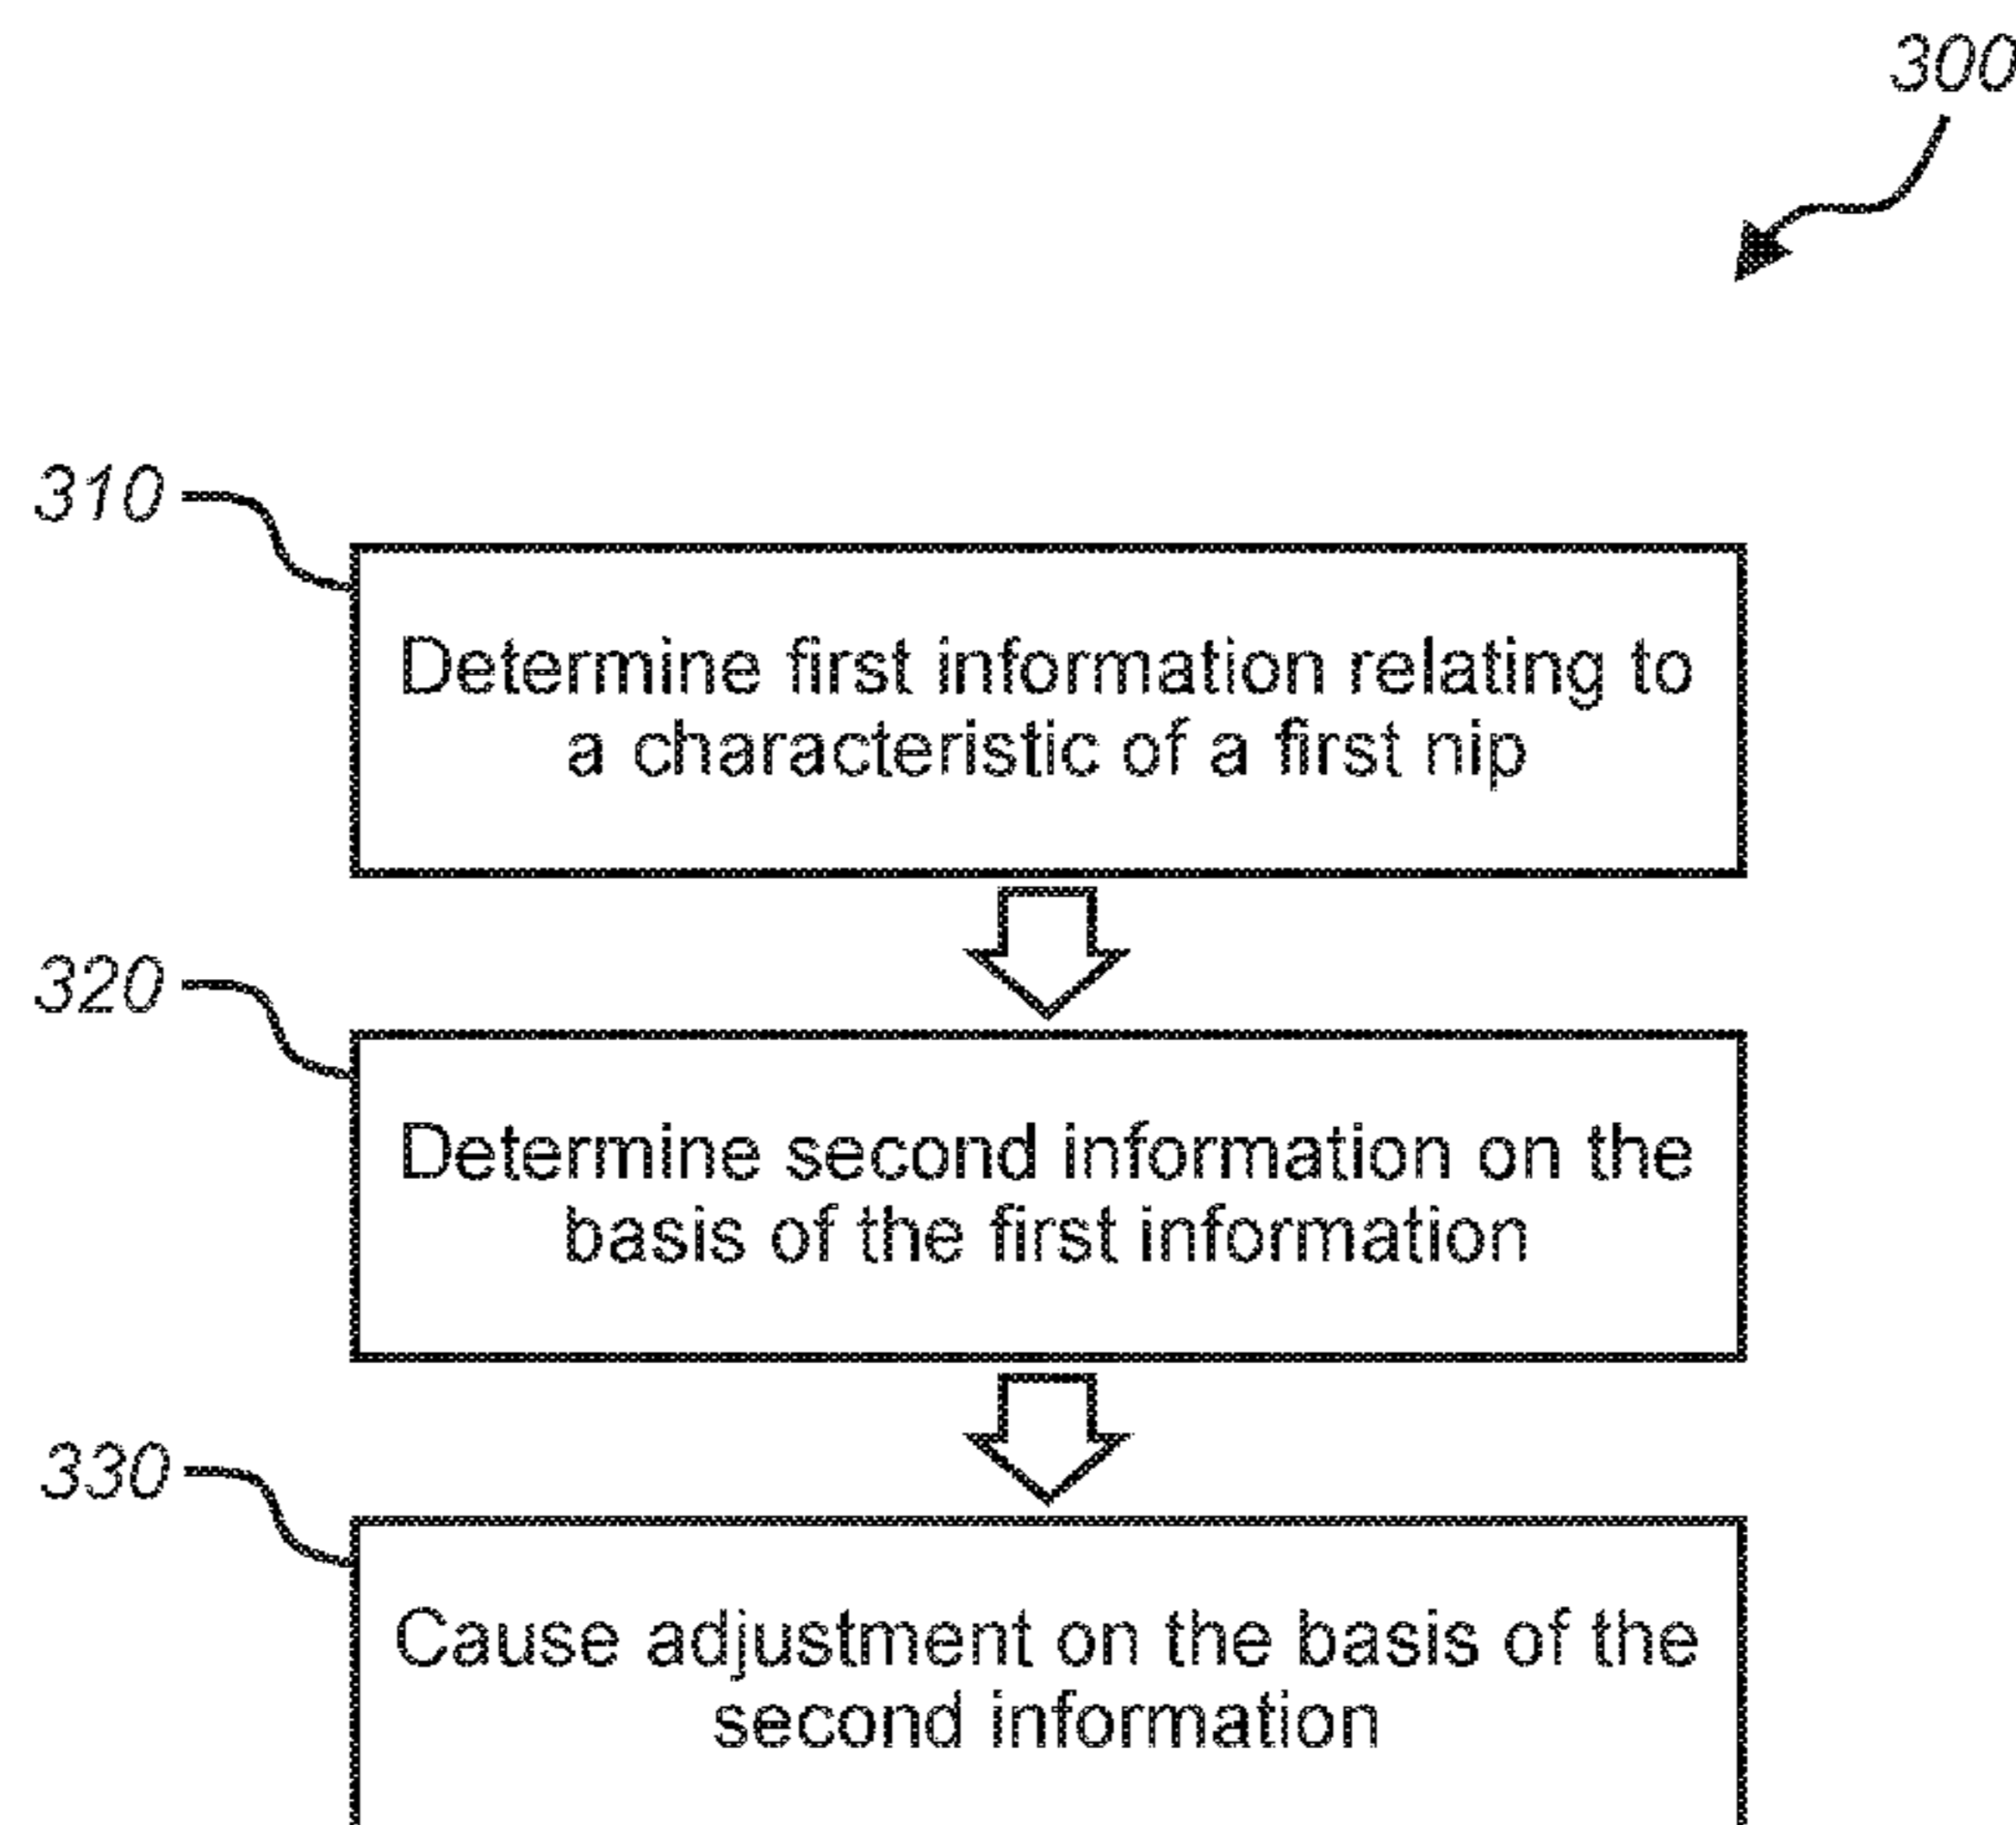 300
310
Determine first information relating to
a characteristic of a first nip
320
Determine second information on the
basis of the first information
330
Cause adjustment on the basis of the
second information